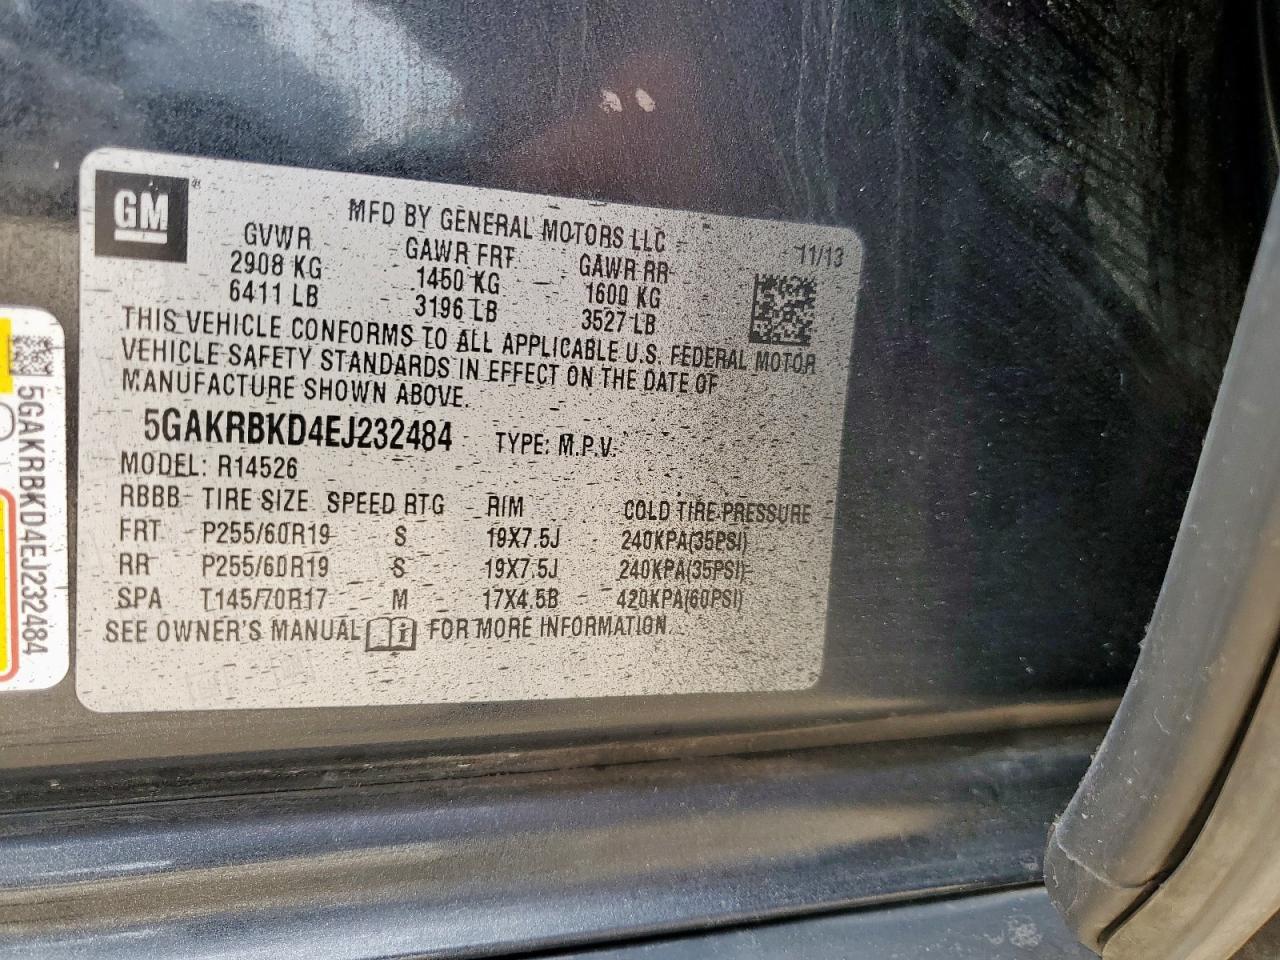 GM
MFD BY GENERAL MOTORS LLC
11/13
GVWR GAWR FRT GAWR RR
2908 KG 1450 KG 1600 KG
6411 LB 3196 LB 3527 LB
THIS VEHICLE CONFORMS TO ALL APPLICABLE U.S. FEDERAL MOTOR
VEHICLE SAFETY STANDARDS IN EFFECT ON THE DATE OF
MANUFACTURE SHOWN ABOVE.
5GAKRBKD4EJ232484 TYPE: M.P.V.
MODEL: R14526
RBBB TIRE SIZE SPEED RTG RIM COLD TIRE PRESSURE
FRT P255/60R19 S 19X7.5J 240KPA(35PSI)
RR P255/60R19 S 19X7.5J 240KPA(35PSI)
SPA T145/70R17 M 17X4.5B 420KPA(60PSI)
SEE OWNER'S MANUAL FOR MORE INFORMATION.
5GAKRBKD4EJ232484